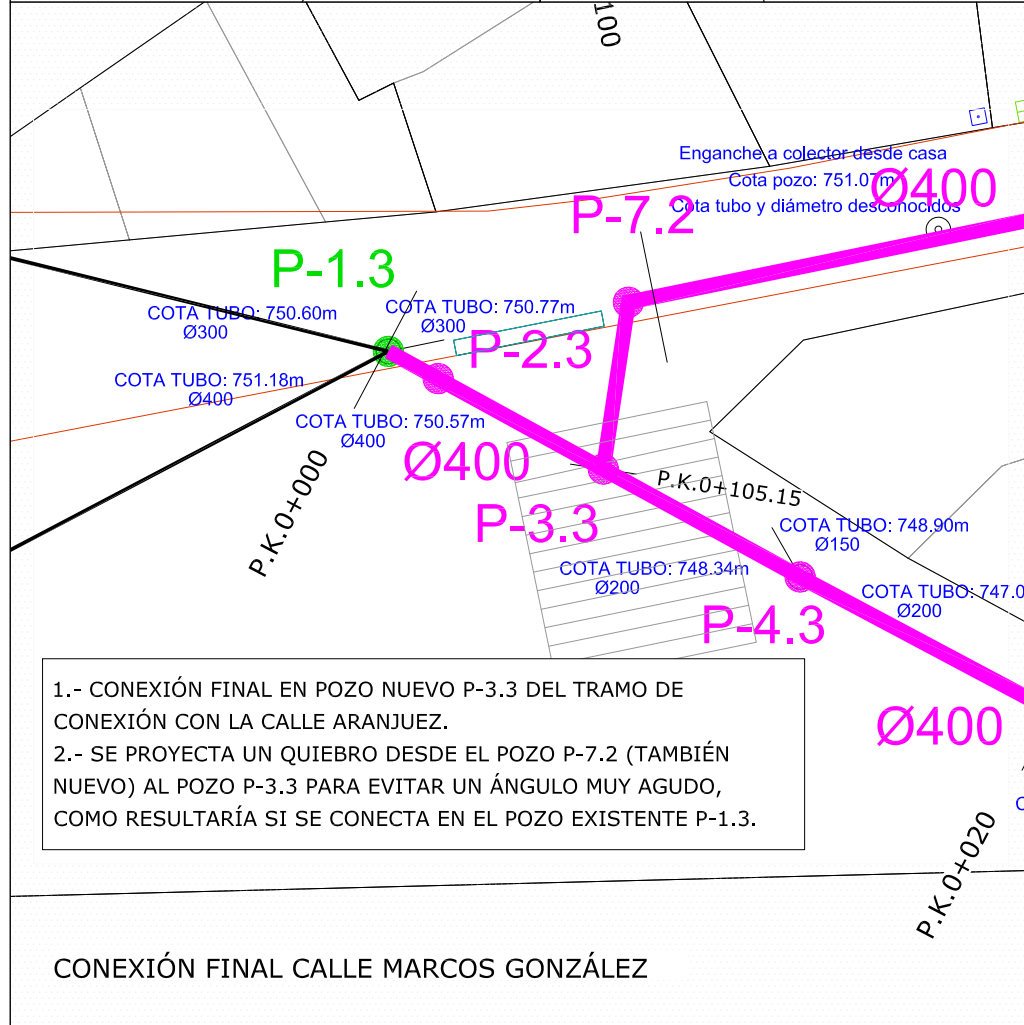 100
Enganche a colector desde casa
Cota pozo: 751.07m
Cota tubo y diámetro desconocidos
Ø400
P-7.2
P-1.3
COTA TUBO: 750.60m
Ø300
COTA TUBO: 750.77m
Ø300
P-2.3
COTA TUBO: 751.18m
Ø400
COTA TUBO: 750.57m
Ø400
Ø400
P.K.0+000
P.K.0+105.15
P-3.3
COTA TUBO: 748.90m
Ø150
COTA TUBO: 748.34m
Ø200
COTA TUBO: 747.0
Ø200
P-4.3
Ø400
1.- CONEXIÓN FINAL EN POZO NUEVO P-3.3 DEL TRAMO DE
CONEXIÓN CON LA CALLE ARANJUEZ.
2.- SE PROYECTA UN QUIEBRO DESDE EL POZO P-7.2 (TAMBIÉN
NUEVO) AL POZO P-3.3 PARA EVITAR UN ÁNGULO MUY AGUDO,
COMO RESULTARÍA SI SE CONECTA EN EL POZO EXISTENTE P-1.3.
P.K.0+020
CONEXIÓN FINAL CALLE MARCOS GONZÁLEZ